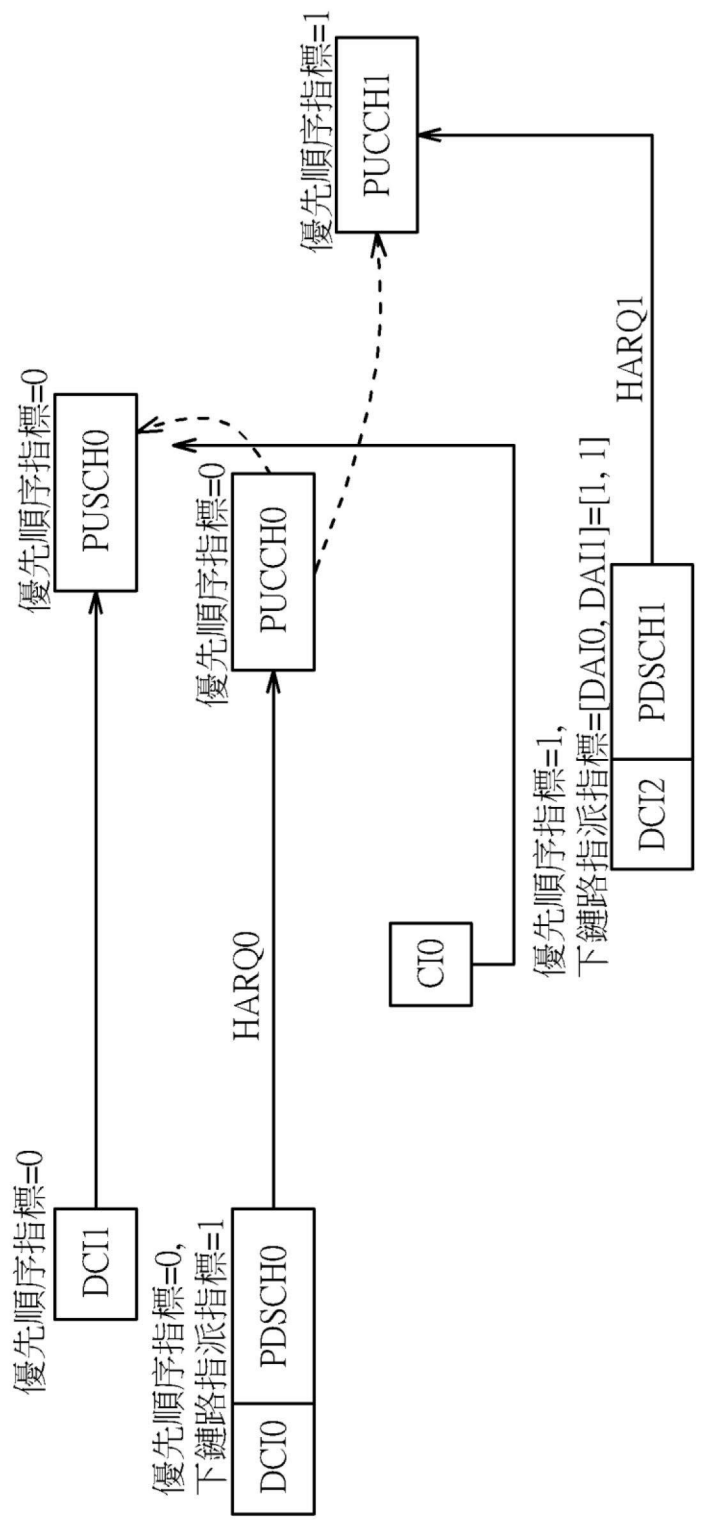 優先順序指標=0
DCI1
優先順序指標=0
PUSCH0
優先順序指標=0,
下鏈路指派指標=1
DCI0
PDSCH0
HARQ0
優先順序指標=0
PUCCH0
優先順序指標=1
PUCCH1
CI0
優先順序指標=1,
下鏈路指派指標=[DAI0, DAI1]=[1, 1]
DCI2
PDSCH1
HARQ1